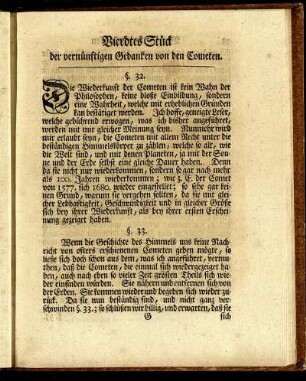 Vierdtes Stück
der vernünftigen Gedanken von den Cometen.
§. 32.
Die Wiederkunft der Cometen ist kein Wahn der
Philosophen, keine bloße Einbildung, sondern
eine Wahrheit, welche mit erheblichen Gründen
kan bestätiget werden. Ich hoffe, geneigte Leser,
welche gebührend erwogen, was ich bisher angeführet,
werden mit mir gleicher Meinung seyn. Nunmehr wird
mir erlaubt seyn, die Cometen mit allem Recht unter die
beständigen Himmelskörper zu zählen; welche so alt, wie
die Welt sind, und mit denen Planeten, ja mit der Son-
ne und der Erde selbst eine gleiche Dauer haben. Denn
da sie nicht nur wiederkommen, sondern so gar nach mehr
als 100. Jahren wiederkommen; wie z. E. der Comet
von 1577. sich 1680. wieder eingestellet; so sehe gar kei-
nen Grund, warum sie vergehen sollten, da sie mit glei-
cher Lebhaftigkeit, Geschwindigkeit und in gleicher Größe
sich bey ihrer Wiederkunft, als bey ihrer ersten Erschei-
nung gezeiget haben.
§. 33.
Wenn die Geschichte des Himmels uns keine Nach-
richt von öfters erschienenen Cometen geben mögte, so
ließe sich doch schon aus dem, was ich angeführet, vermu-
then, daß die Cometen, die einmal sich wiedergezeiget ha-
ben, auch nach eben so vieler Zeit größten Theils sich wie-
der einfinden würden. Sie nähern und entfernen sich von
der Erden. Sie kommen wieder und begeben sich wieder zu-
rück. Da sie nun beständig sind, und nicht ganz ver-
schwinden §. 33.; so schlüßen wir billig, und erwarten, daß sie
G sich